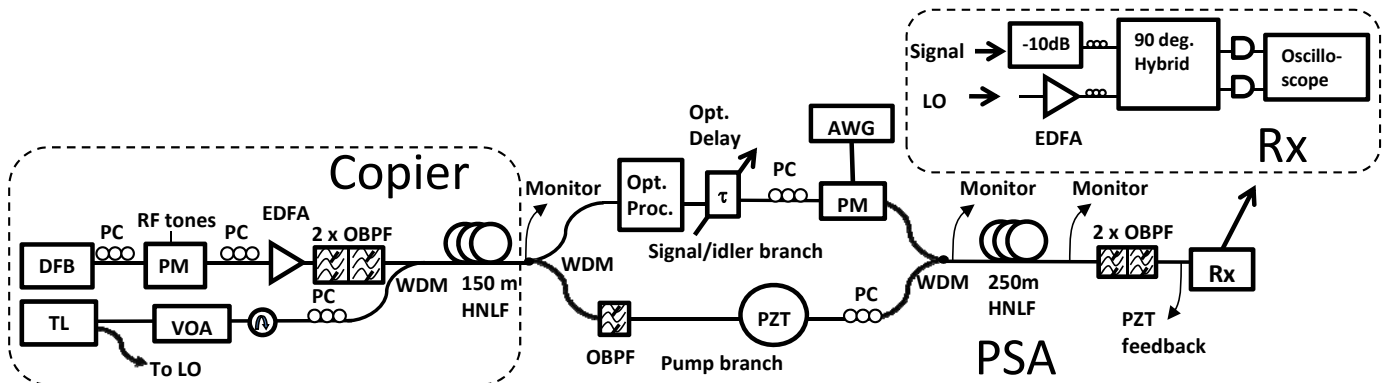 Copier
DFB
PC
RF tones
PM
PC
EDFA
2 x OBPF
WDM
150 m
HNLF
TL
VOA
PC
To LO
Monitor
WDM
Opt.
Proc.
Opt.
Delay
τ
Signal/idler branch
PC
AWG
PM
OBPF
PZT
Pump branch
PC
WDM
Monitor
250m
HNLF
Monitor
2 x OBPF
PZT
feedback
Rx
PSA
Signal
-10dB
LO
EDFA
90 deg.
Hybrid
Oscillo-
scope
Rx